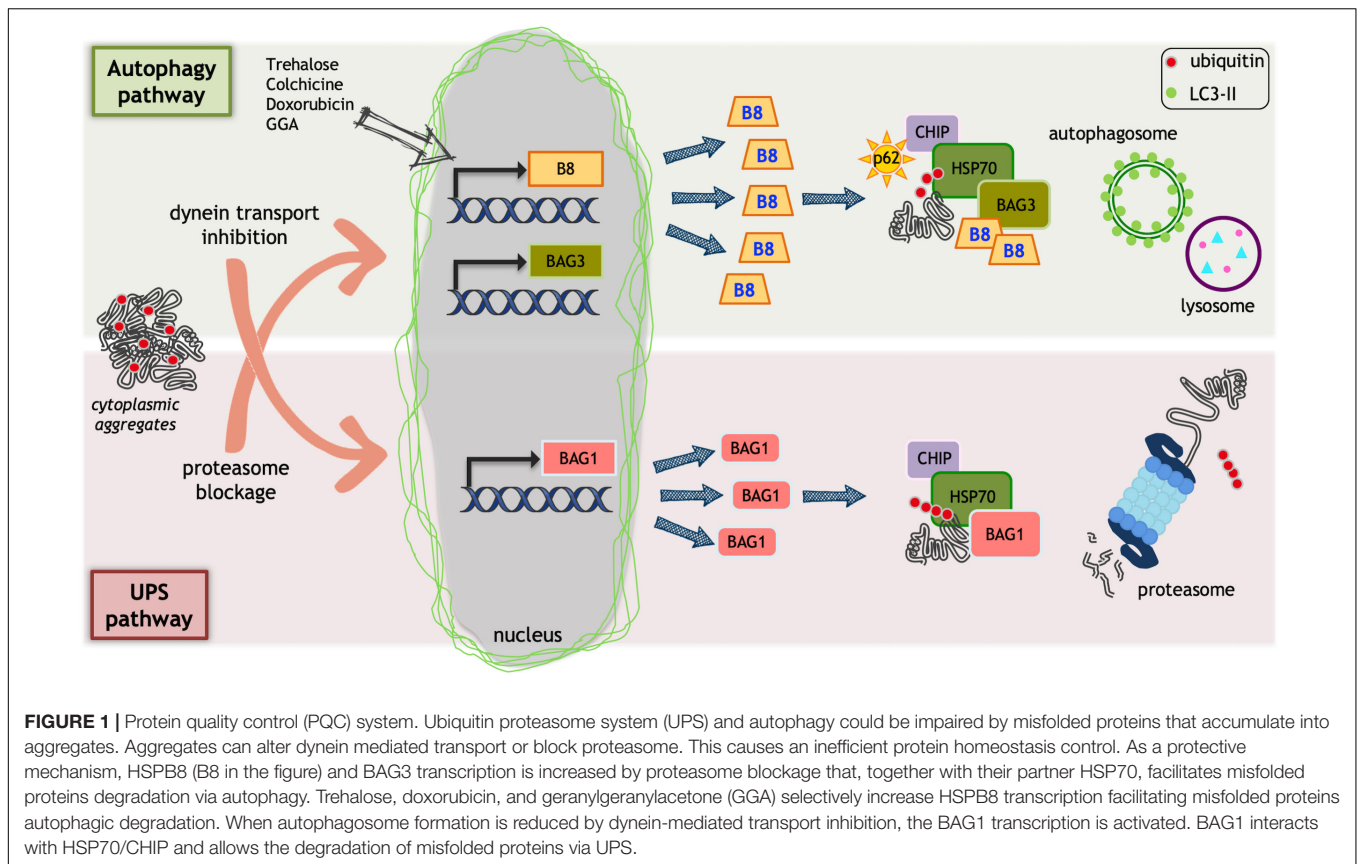 Autophagy
pathway
Trehalose
Colchicine
Doxorubicin
GGA
ubiquitin
LC3-II
B8
BAG3
B8
B8
B8
B8
B8
p62
CHIP
HSP70
BAG3
B8
B8
autophagosome
lysosome
dynein transport
inhibition
cytoplasmic
aggregates
proteasome
blockage
BAG1
BAG1
BAG1
BAG1
CHIP
HSP70
BAG1
proteasome
UPS
pathway
nucleus
FIGURE 1 | Protein quality control (PQC) system. Ubiquitin proteasome system (UPS) and autophagy could be impaired by misfolded proteins that accumulate into
aggregates. Aggregates can alter dynein mediated transport or block proteasome. This causes an inefficient protein homeostasis control. As a protective
mechanism, HSPB8 (B8 in the figure) and BAG3 transcription is increased by proteasome blockage that, together with their partner HSP70, facilitates misfolded
proteins degradation via autophagy. Trehalose, doxorubicin, and geranylgeranylacetone (GGA) selectively increase HSPB8 transcription facilitating misfolded proteins
autophagic degradation. When autophagosome formation is reduced by dynein-mediated transport inhibition, the BAG1 transcription is activated. BAG1 interacts
with HSP70/CHIP and allows the degradation of misfolded proteins via UPS.